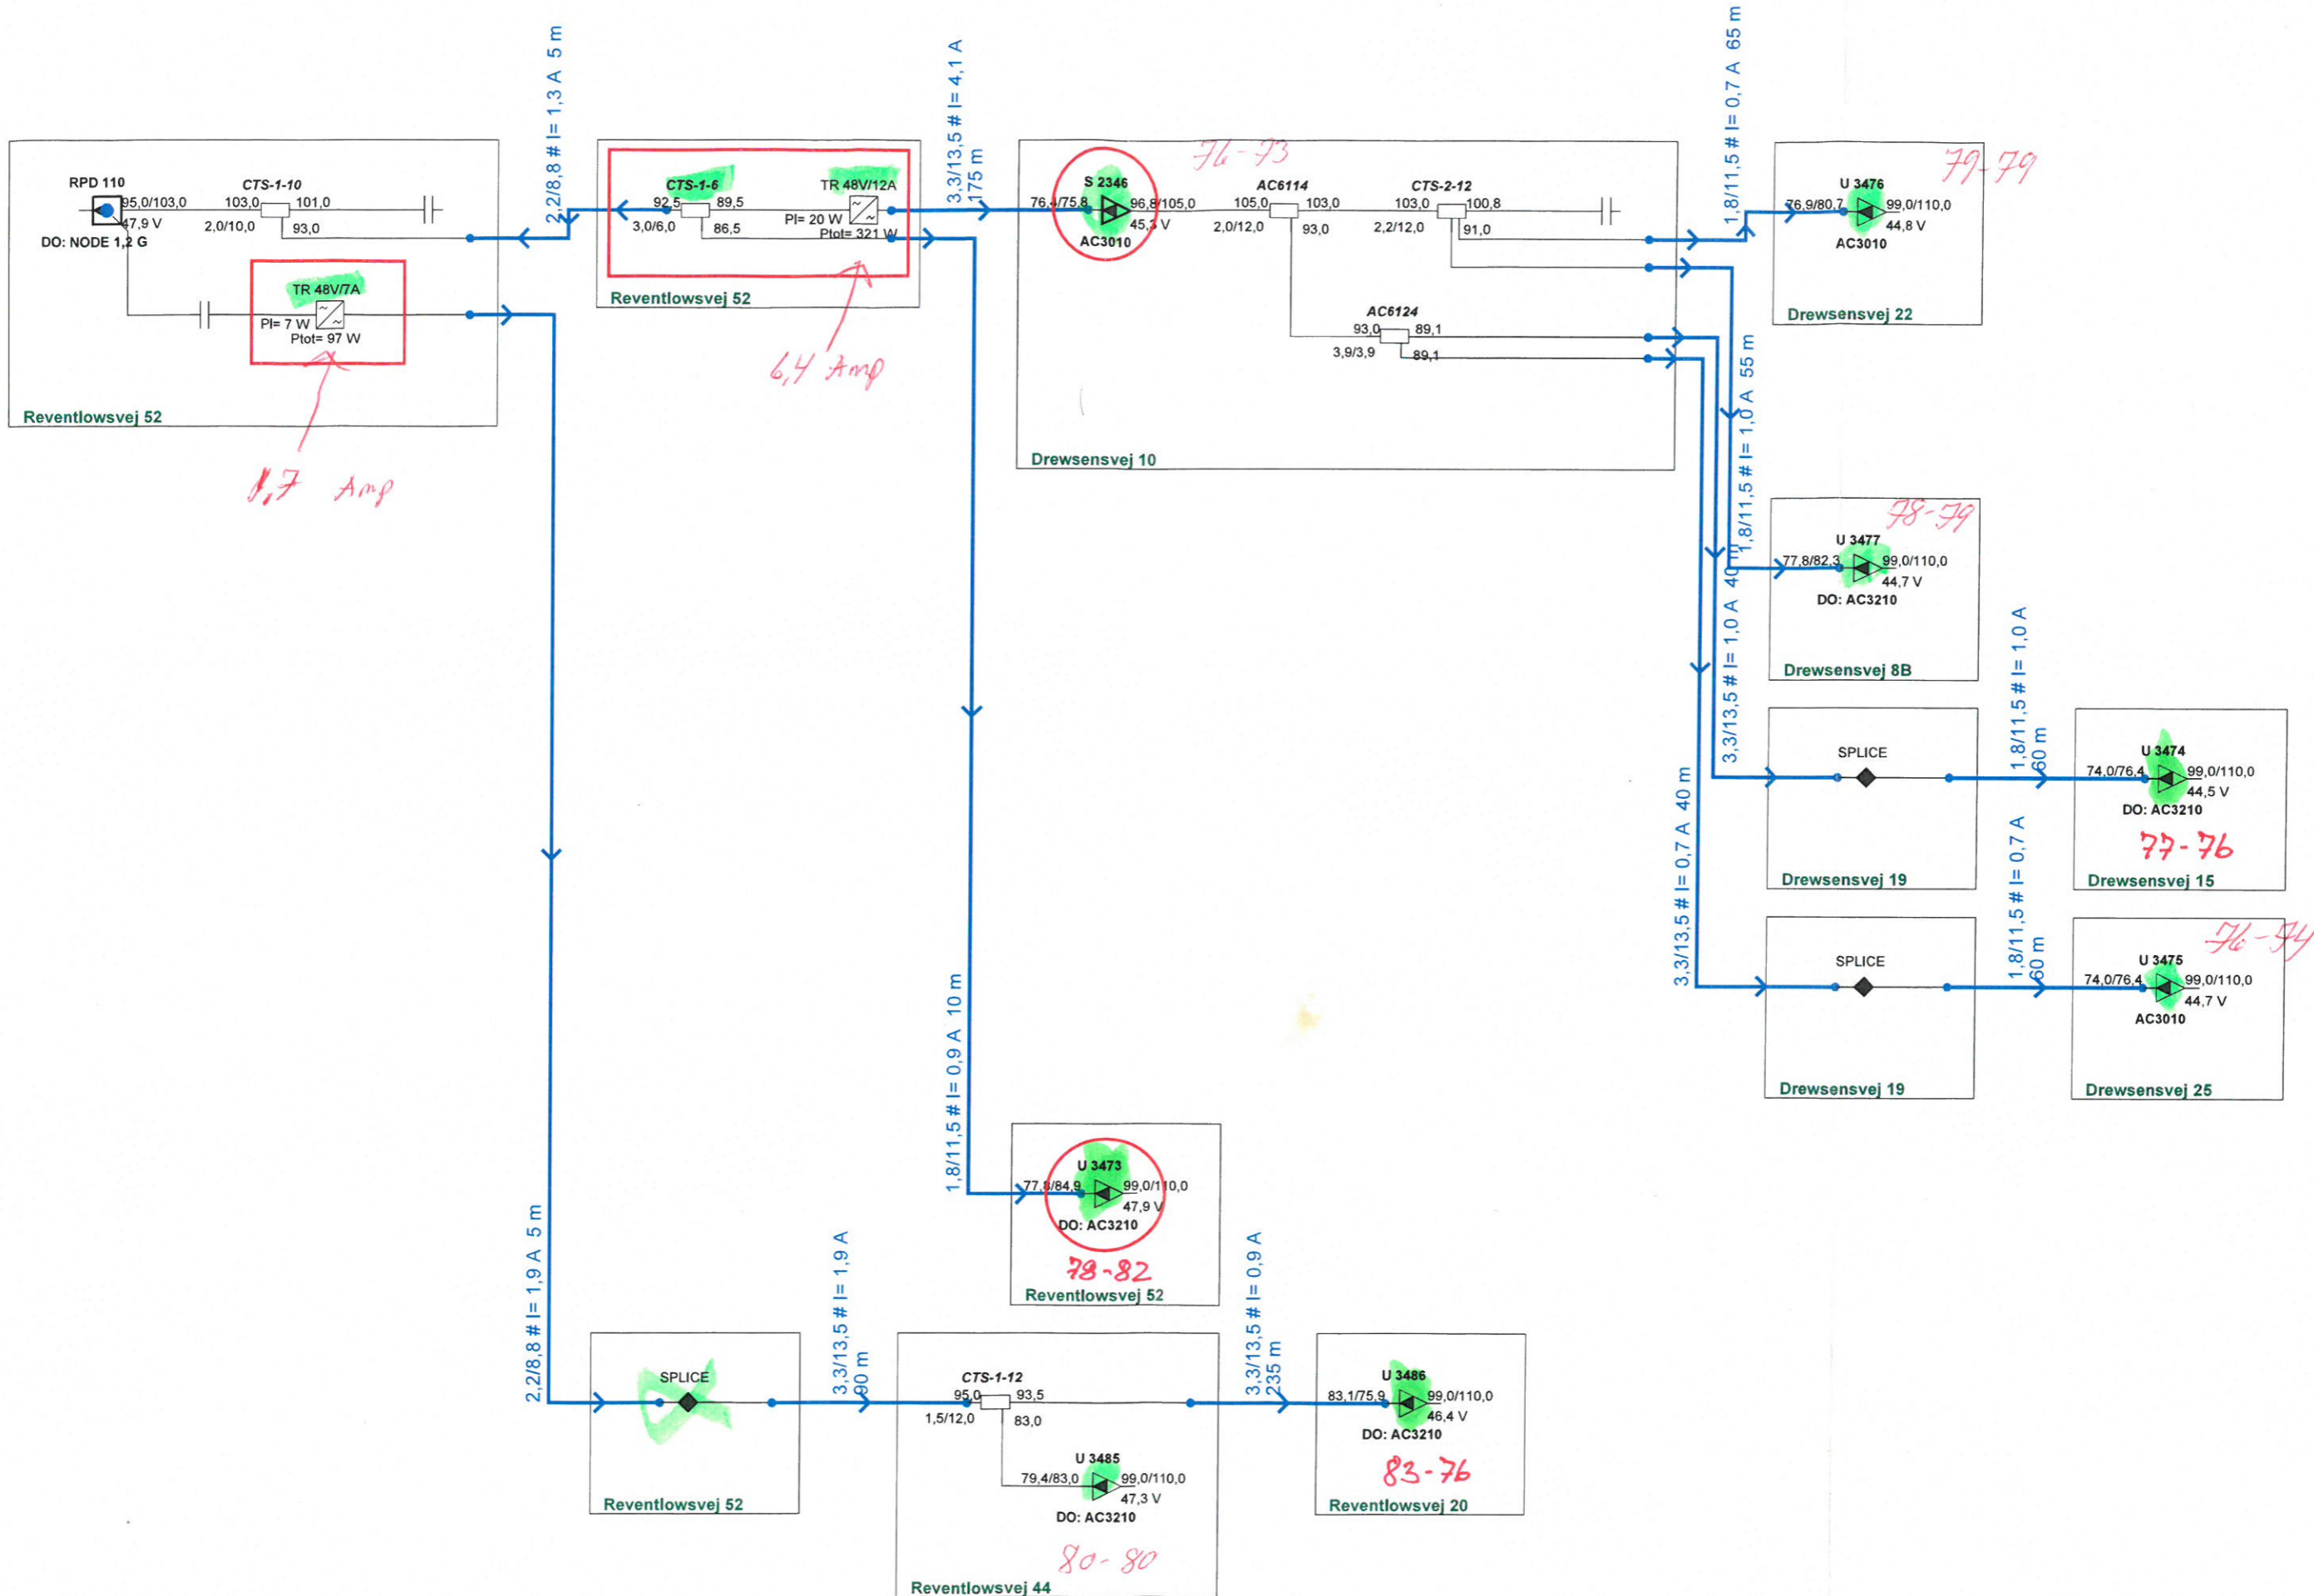 2,2/8,8 # I= 1,3 A 5 m
3,3/13,5 # I= 4,1 A
175 m
1,8/11,5 # I= 0,7 A 65 m
RPD 110
95,0/103,0
47,9 V
DO: NODE 1,2 G
CTS-1-10
103,0
101,0
2,0/10,0
93,0
TR 48V/7A
PI= 7 W
Ptot= 97 W
Reventlowsvej 52
1,7 Amp
CTS-1-6
92,5
89,5
3,0/6,0
86,5
TR 48V/12A
PI= 20 W
Ptot= 321 W
Reventlowsvej 52
6,4 Amp
76-73
S 2346
76,4/75,8
96,8/105,0
45,3 V
AC3010
AC6114
105,0
103,0
2,0/12,0
93,0
CTS-2-12
103,0
100,8
2,2/12,0
91,0
AC6124
93,0
89,1
3,9/3,9
89,1
Drewsensvej 10
79-79
U 3476
76,9/80,7
99,0/110,0
44,8 V
AC3010
Drewsensvej 22
1,8/11,5 # I= 1,0 A 55 m
78-79
U 3477
77,8/82,3
99,0/110,0
44,7 V
DO: AC3210
Drewsensvej 8B
3,3/13,5 # I= 1,0 A 40 m
SPLICE
Drewsensvej 19
1,8/11,5 # I= 1,0 A
60 m
U 3474
74,0/76,4
99,0/110,0
44,5 V
DO: AC3210
77-76
Drewsensvej 15
3,3/13,5 # I= 0,7 A 40 m
SPLICE
Drewsensvej 19
1,8/11,5 # I= 0,7 A
60 m
76-74
U 3475
74,0/76,4
99,0/110,0
44,7 V
AC3010
Drewsensvej 25
1,8/11,5 # I= 0,9 A 10 m
U 3473
77,8/84,9
99,0/110,0
47,9 V
DO: AC3210
78-82
Reventlowsvej 52
2,2/8,8 # I= 1,9 A 5 m
SPLICE
Reventlowsvej 52
3,3/13,5 # I= 1,9 A
90 m
CTS-1-12
95,0
93,5
1,5/12,0
83,0
U 3485
79,4/83,0
99,0/110,0
47,3 V
DO: AC3210
80-80
Reventlowsvej 44
3,3/13,5 # I= 0,9 A
235 m
U 3486
83,1/75,9
99,0/110,0
46,4 V
DO: AC3210
83-76
Reventlowsvej 20